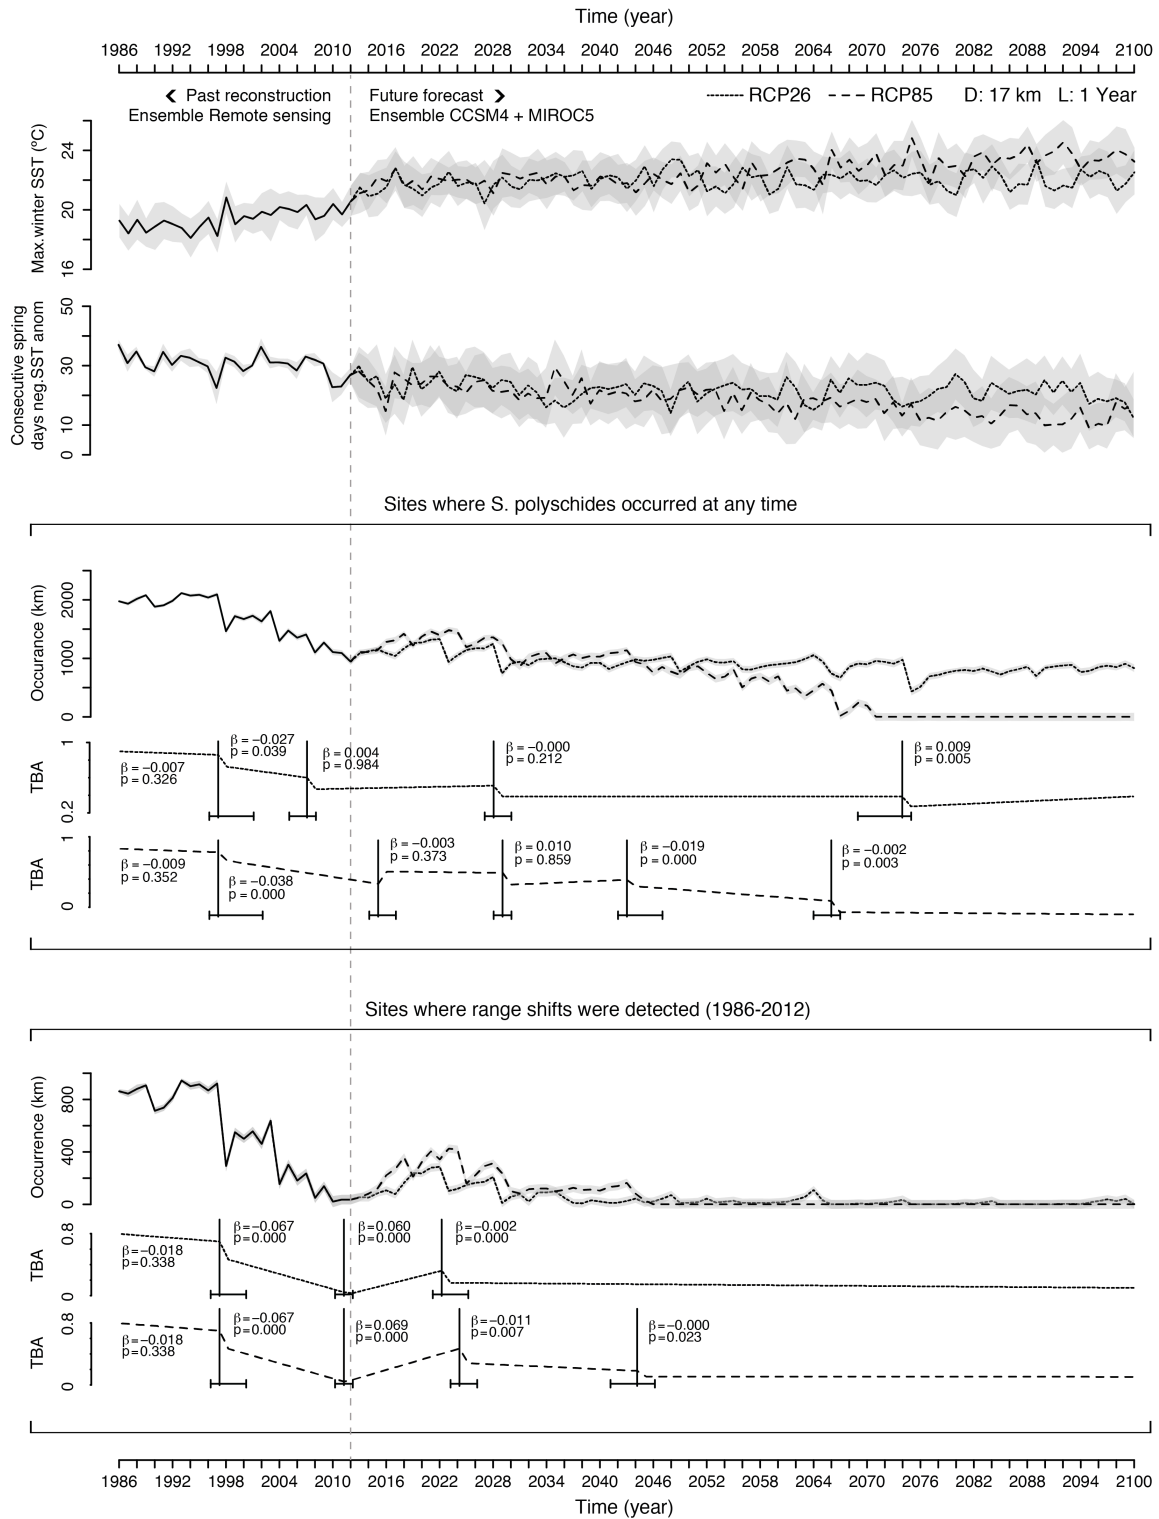 Time (year)
1986 1992 1998 2004 2010 2016 2022 2028 2034 2040 2046 2052 2058 2064 2070 2076 2082 2088 2094 2100
Past reconstruction Future forecast RCP26 RCP85 D: 17 km L: 1 Year
Ensemble Remote sensing Ensemble CCSM4 + MIROC5
Max.winter SST (ºC)
24
20
16
Consecutive spring
days neg.SST anom
50
30
10
0
Sites where S. polyschides occurred at any time
Occurance (km)
2000
1000
0
TBA
1
0.2
β = −0.007
p = 0.326
β = −0.027
p = 0.039
β = 0.004
p = 0.984
β = −0.000
p = 0.212
β = 0.009
p = 0.005
TBA
1
0
β = −0.009
p = 0.352
β = −0.038
p = 0.000
β = −0.003
p = 0.373
β = 0.010
p = 0.859
β = −0.019
p = 0.000
β = −0.002
p = 0.003
Sites where range shifts were detected (1986-2012)
Occurrence (km)
800
400
0
TBA
0.8
0
β=−0.018
p=0.338
β=−0.067
p=0.000
β=0.060
p=0.000
β=−0.002
p=0.000
TBA
0.8
0
β=−0.018
p=0.338
β=−0.067
p=0.000
β=0.069
p=0.000
β=−0.011
p=0.007
β=−0.000
p=0.023
1986 1992 1998 2004 2010 2016 2022 2028 2034 2040 2046 2052 2058 2064 2070 2076 2082 2088 2094 2100
Time (year)